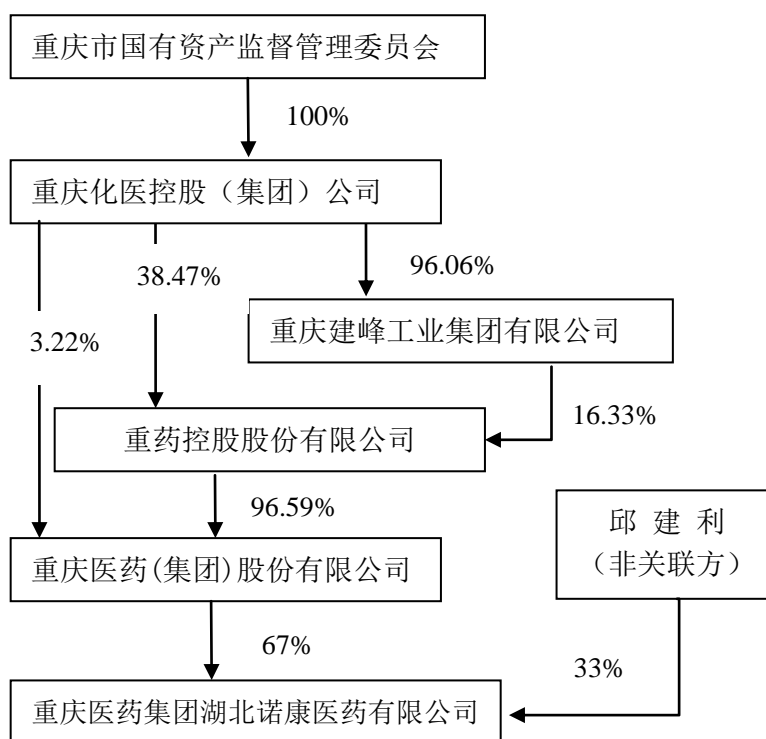 重庆市国有资产监督管理委员会
100%
重庆化医控股（集团）公司
38.47%
96.06%
3.22%
重庆建峰工业集团有限公司
16.33%
重药控股股份有限公司
96.59%
邱 建 利
（非关联方）
重庆医药(集团)股份有限公司
67%
33%
重庆医药集团湖北诺康医药有限公司